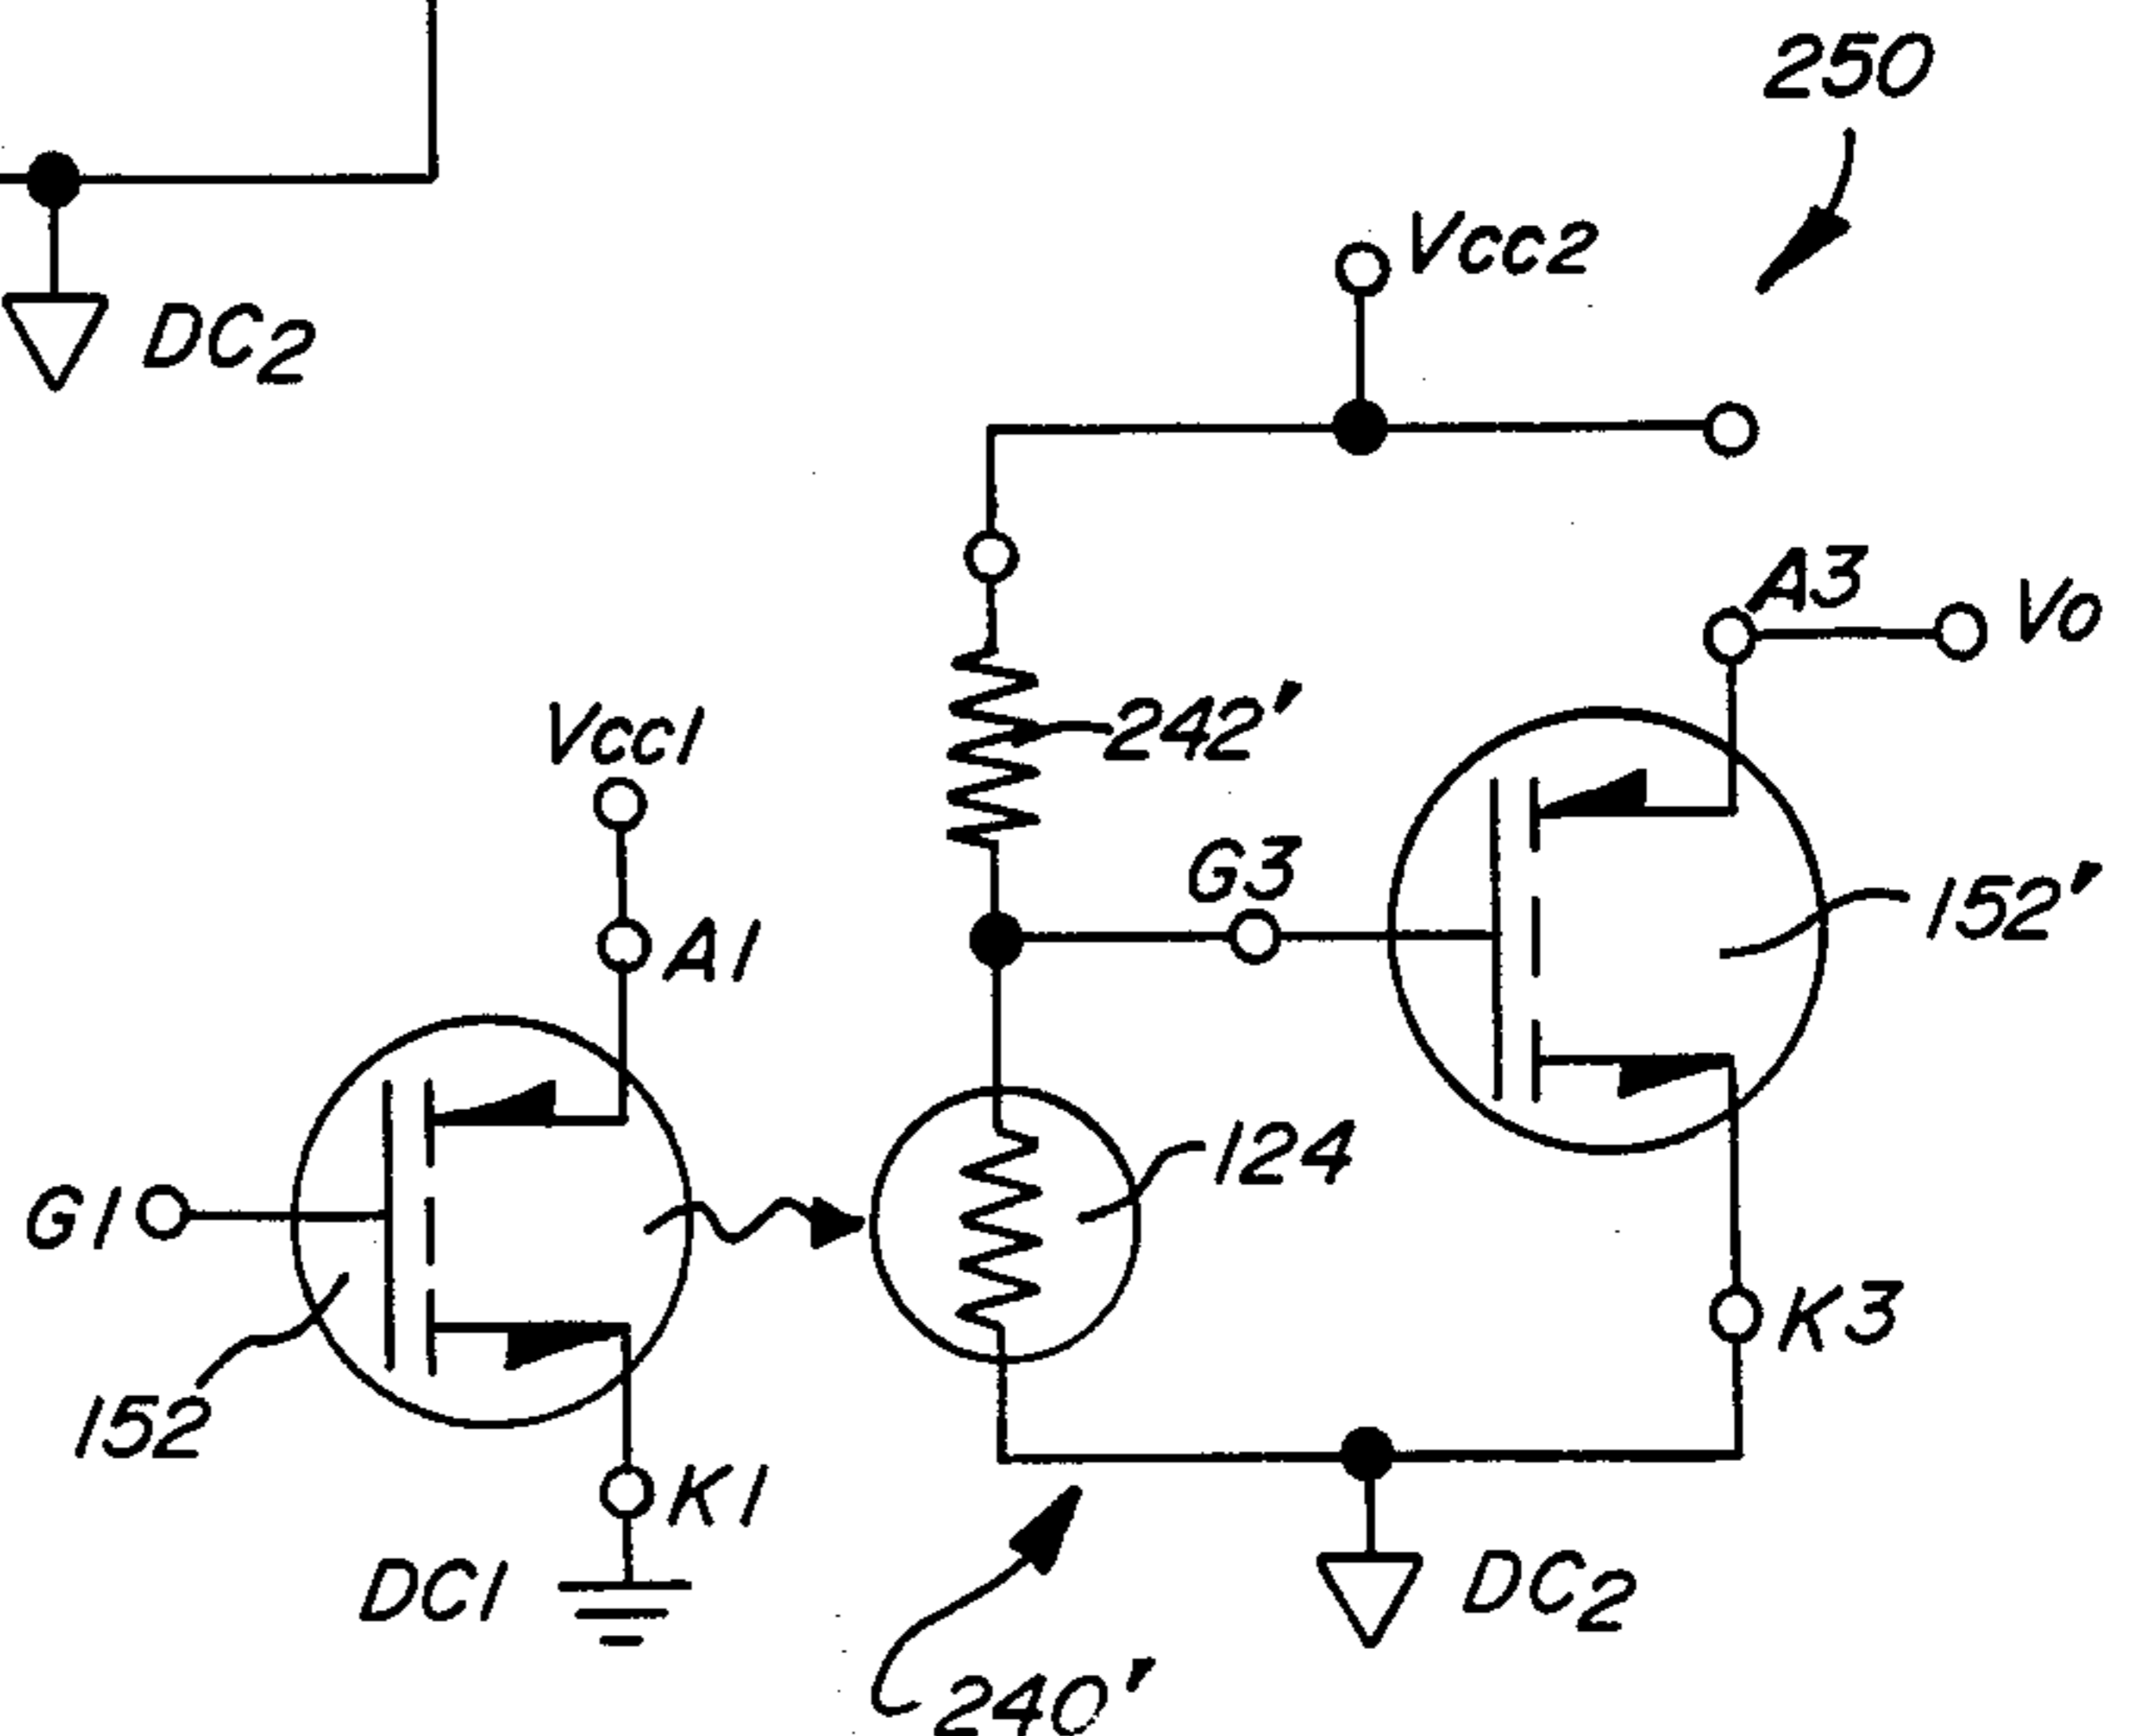 250
VCC2
DC2
A3
VO
242'
VCC1
G3
152'
A1
124
G1
K3
152
K1
DC1
DC2
240'